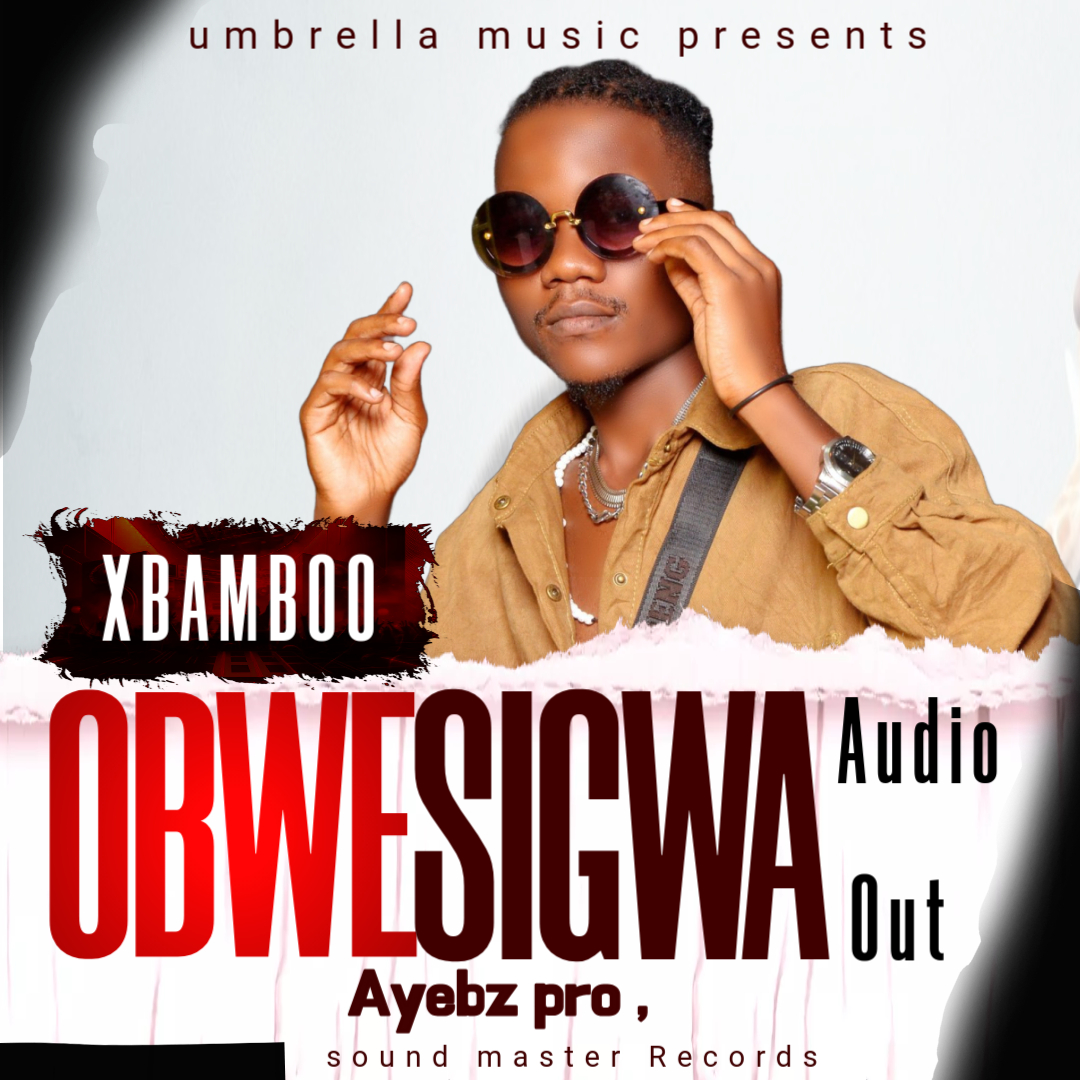 umbrella music presents
XBAMBOO
OBWESIGWA
Audio
Out
Ayebz pro ,
sound master Records